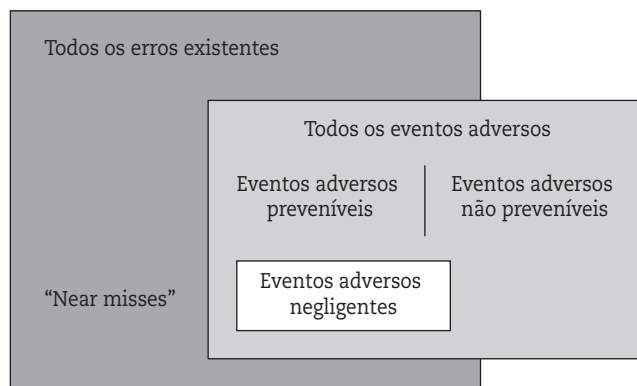 Todos os erros existentes
Todos os eventos adversos
Eventos adversos
preveníveis
Eventos adversos
não preveníveis
"Near misses"
Eventos adversos
negligentes